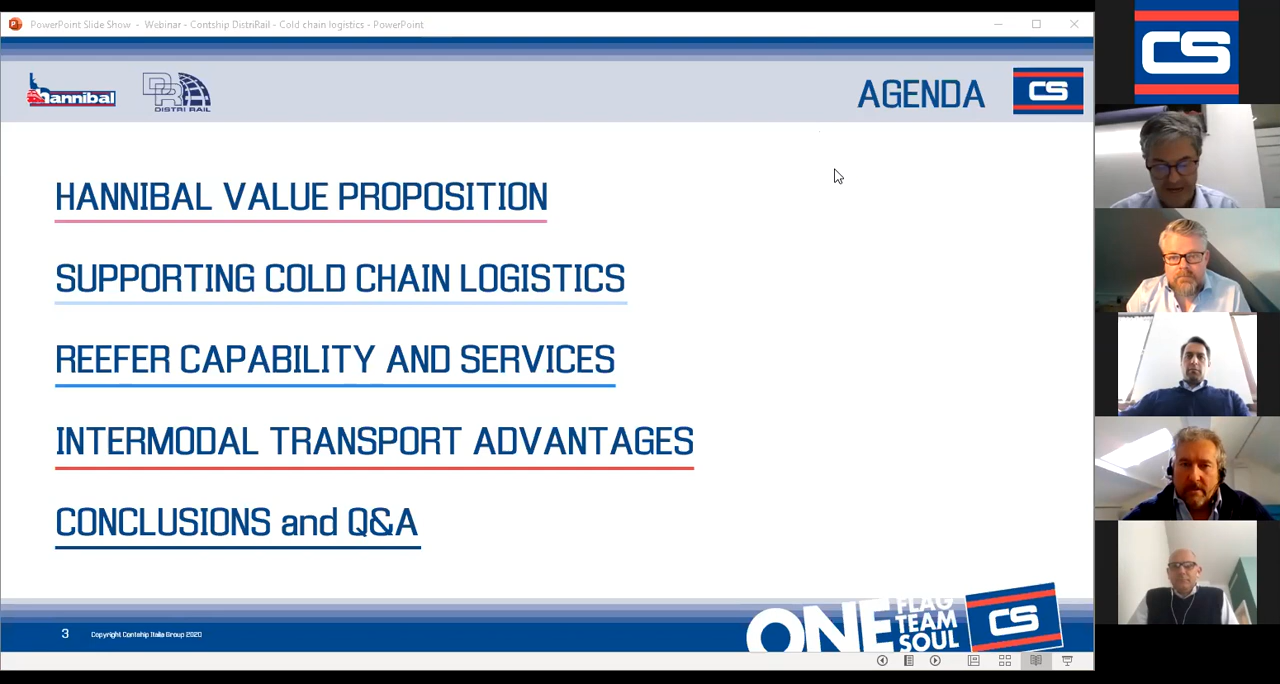 PowerPoint Slide Show - Webinar - Contship DistriRail - Cold chain logistics - PowerPoint
hannibal
DR
DISTRI RAIL
AGENDA
CS
CS
HANNIBAL VALUE PROPOSITION
SUPPORTING COLD CHAIN LOGISTICS
REEFER CAPABILITY AND SERVICES
INTERMODAL TRANSPORT ADVANTAGES
CONCLUSIONS and Q&A
ONE
FLAG
TEAM
SOUL
CS
3
Copyright Contship Italia Group 2020